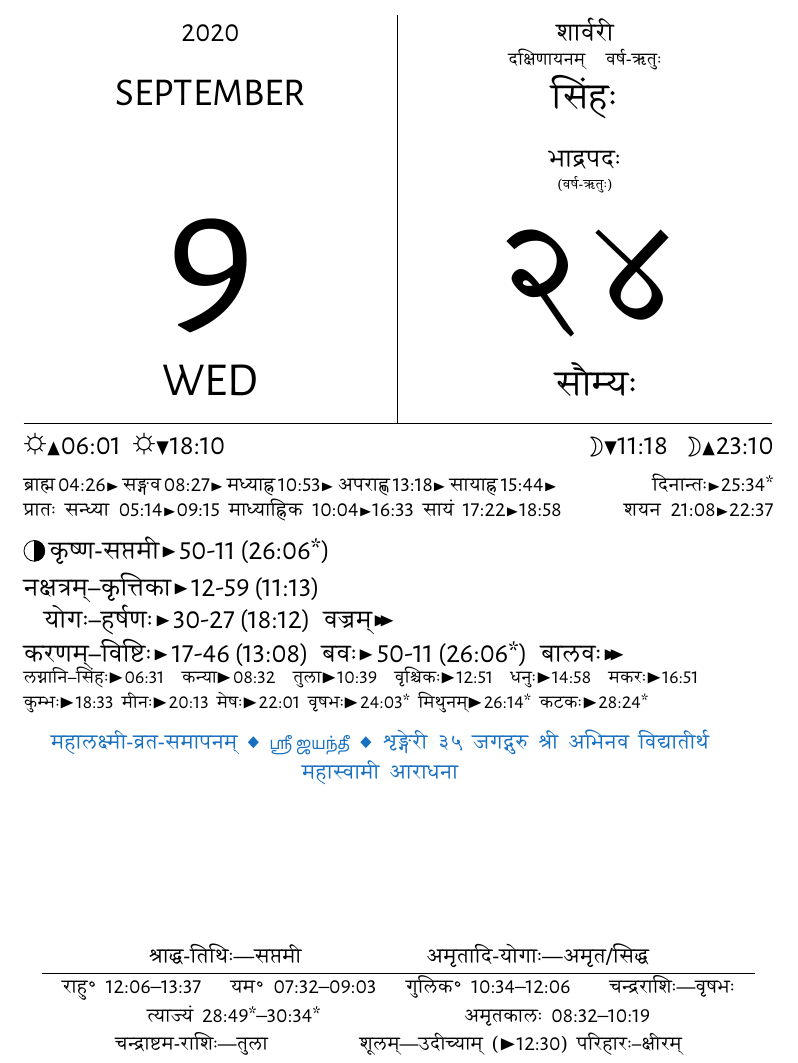 2020
SEPTEMBER
9
WED
शार्वरी
दक्षिणायनम् वर्ष-ऋतुः
सिंहः
भाद्रपदः
(वर्ष-ऋतुः)
२४
सौम्यः
☼▲06:01 ☼▼18:10 ☽▼11:18 ☽▲23:10
ब्राह्म 04:26► सङ्गव 08:27► मध्याह्न 10:53► अपराह्ण 13:18► सायाह्न 15:44► दिनान्तः►25:34*
प्रातः सन्ध्या 05:14►09:15 माध्याह्निक 10:04►16:33 सायं 17:22►18:58 शयन 21:08►22:37
◑ कृष्ण-सप्तमी►50-11 (26:06*)
नक्षत्रम्–कृत्तिका►12-59 (11:13)
योगः–हर्षणः►30-27 (18:12) वज्रम्►►
करणम्–विष्टिः►17-46 (13:08) बवः►50-11 (26:06*) बालवः►►
लग्नानि–सिंहः►06:31 कन्या►08:32 तुला►10:39 वृश्चिकः►12:51 धनुः►14:58 मकरः►16:51
कुम्भः►18:33 मीनः►20:13 मेषः►22:01 वृषभः►24:03* मिथुनम्►26:14* कटकः►28:24*
महालक्ष्मी-व्रत-समापनम् ◆ ஶ்ரீ ஜயந்தீ ◆ शृङ्गेरी ३५ जगद्गुरु श्री अभिनव विद्यातीर्थ
महास्वामी आराधना
श्राद्ध-तिथिः—सप्तमी अमृतादि-योगाः—अमृत/सिद्ध
राहु॰ 12:06–13:37 यम॰ 07:32–09:03 गुलिक॰ 10:34–12:06 चन्द्रराशिः—वृषभः
त्याज्यं 28:49*–30:34* अमृतकालः 08:32–10:19
चन्द्राष्टम-राशिः—तुला शूलम्—उदीच्याम् (►12:30) परिहारः–क्षीरम्